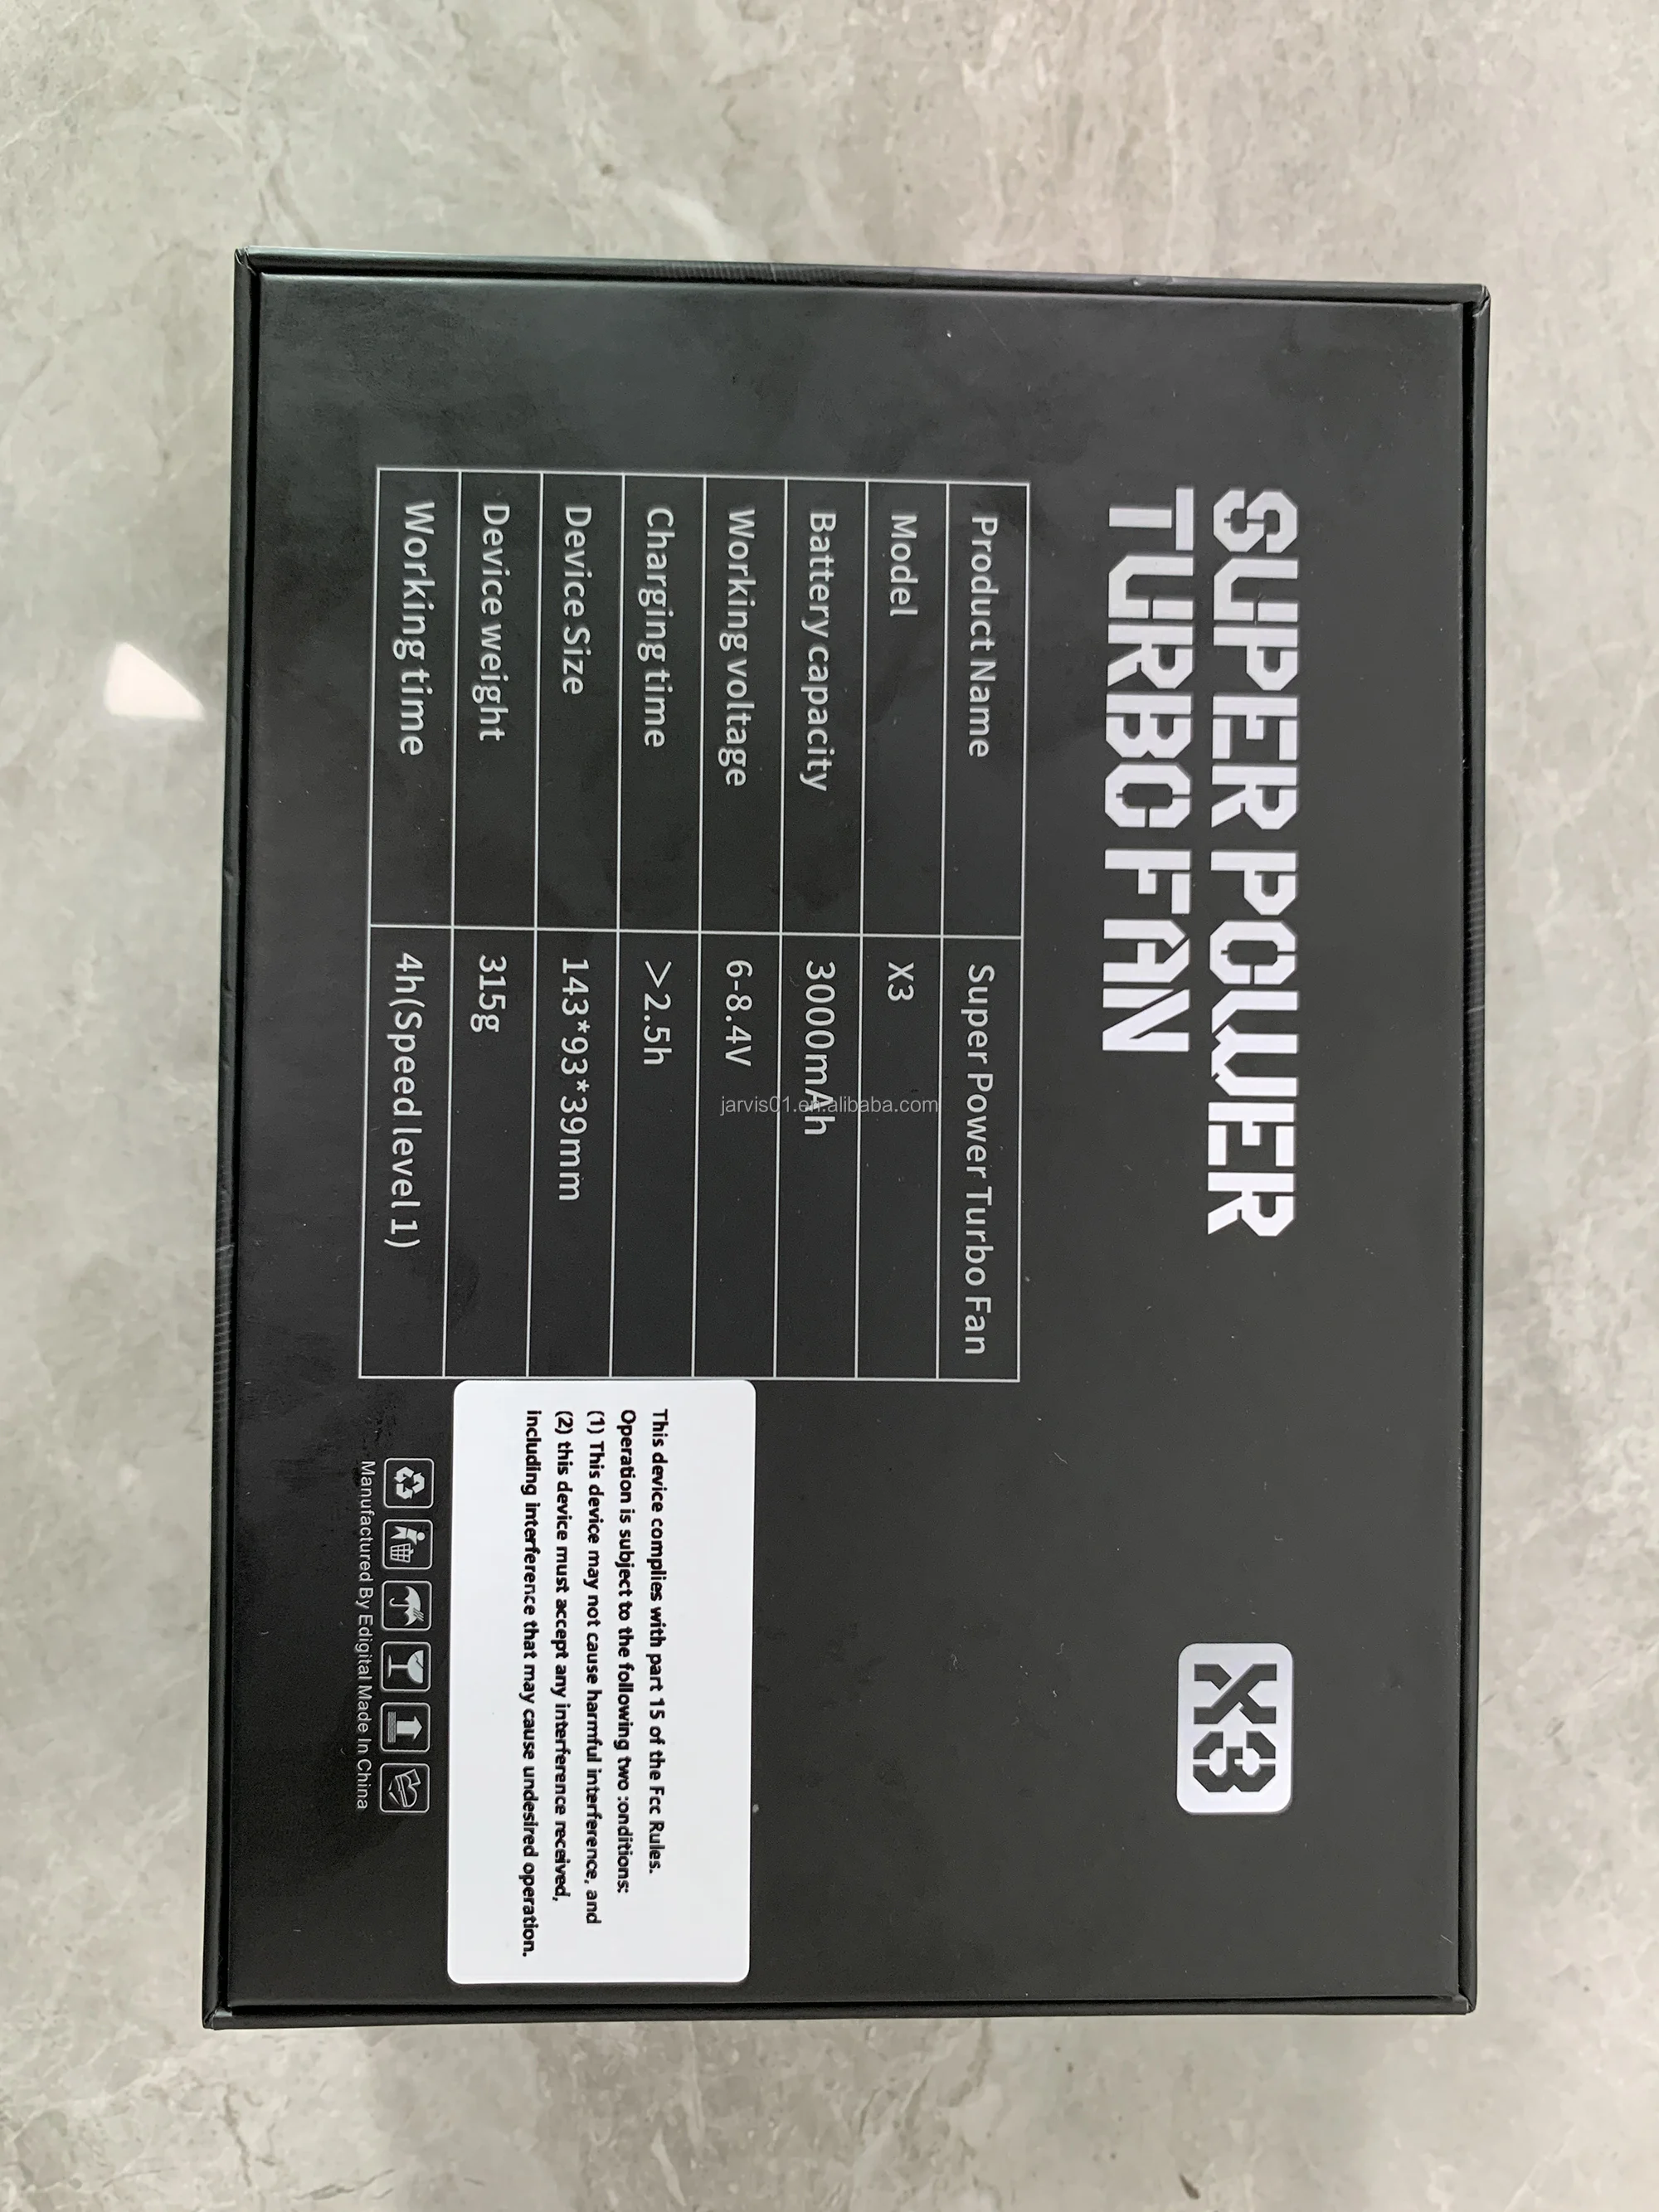 SUPER POWER
TURBO FAN
X3
Product Name Super Power Turbo Fan
Model X3
Battery capacity 3000mAh
Working voltage 6-8.4V
Charging time >2.5h
Device Size 143*93*39mm
Device weight 315g
Working time 4h(Speed level 1)
This device complies with part 15 of the Fcc Rules.
Operation is subject to the following two :onditions:
(1) This device may not cause harmful interference, and
(2) this device must accept any interference received,
including interference that may cause undesired operation.
Manufactured By Edigital Made In China
jarvis01.en.alibaba.com